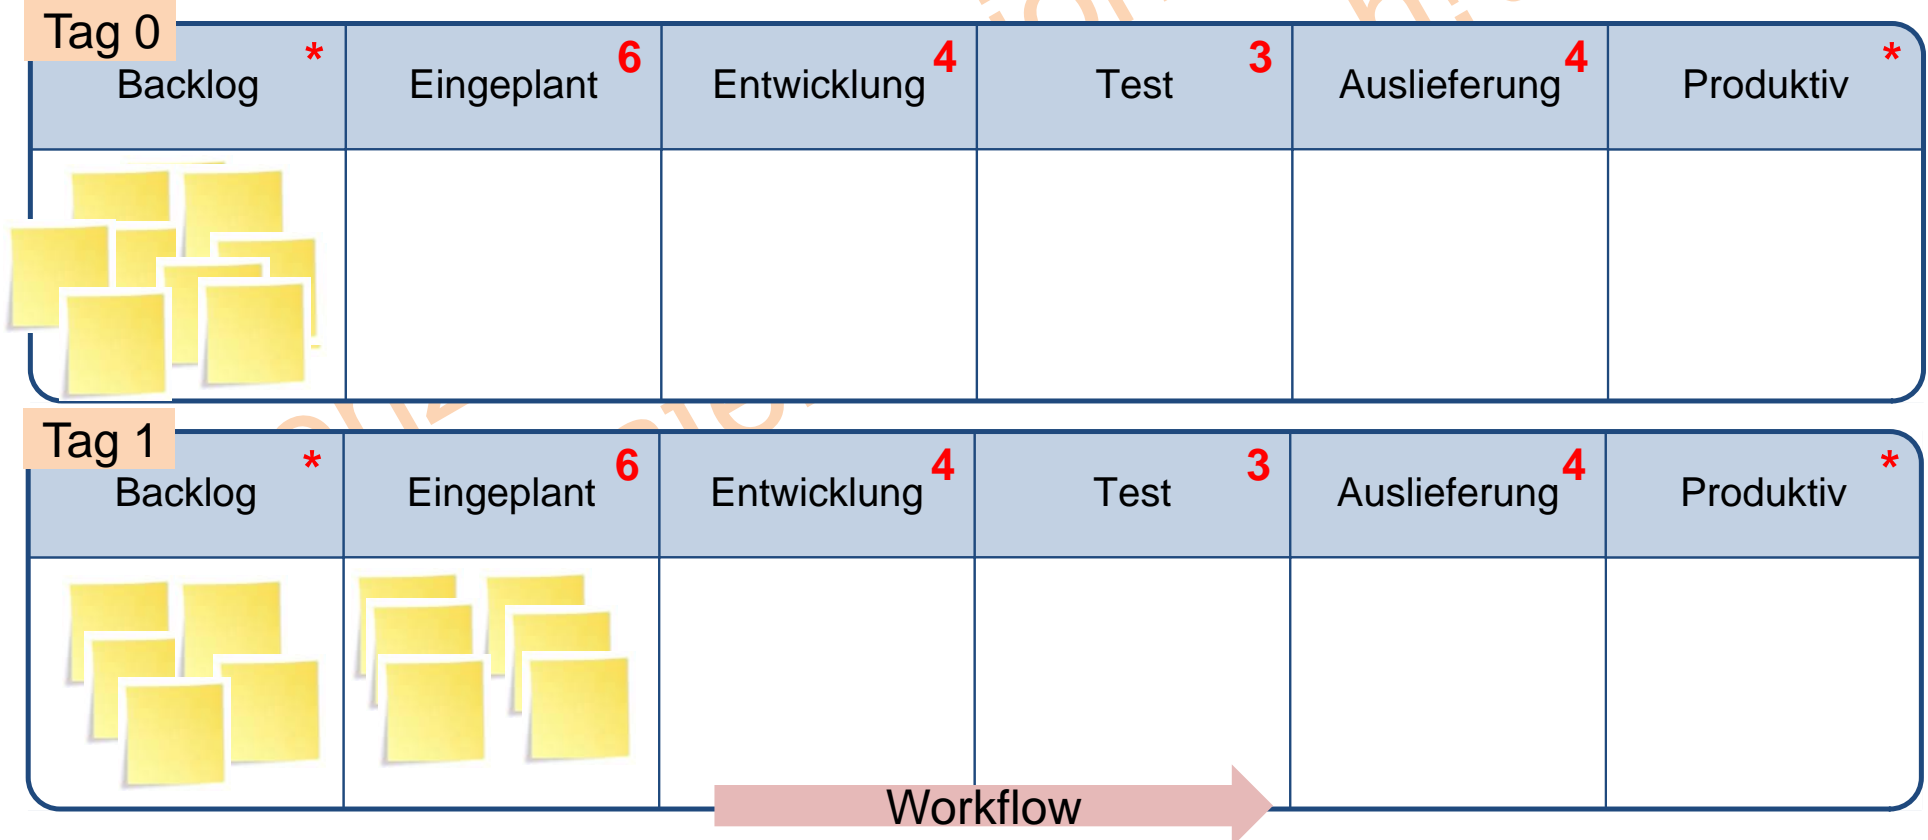 Tag 0
* 6 4 3 4 *
Backlog Eingeplant Entwicklung Test Auslieferung Produktiv
Tag 1
* 6 4 3 4 *
Backlog Eingeplant Entwicklung Test Auslieferung Produktiv
Workflow